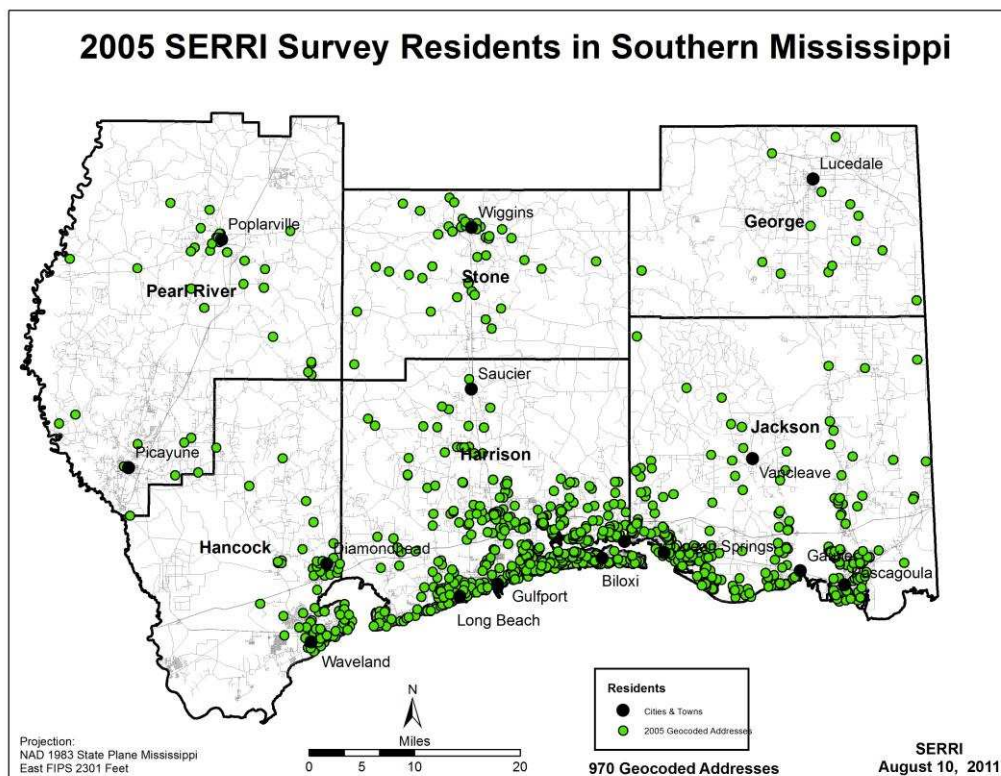 2005 SERRI Survey Residents in Southern Mississippi
Lucedale
George
Poplarville
Wiggins
Pearl River
Stone
Saucier
Jackson
Picayune
Harrison
Vancleave
Hancock
Diamondhead
Ocean Springs
Gautier
Pascagoula
Biloxi
Gulfport
Long Beach
Waveland
N
Miles
0 2.5 5 10 20
Residents
Cities & Towns
2005 Geocoded Addresses
970 Geocoded Addresses
Projection:
NAD 1983 State Plane Mississippi
East FIPS 2301 Feet
SERRI
August 10, 2011